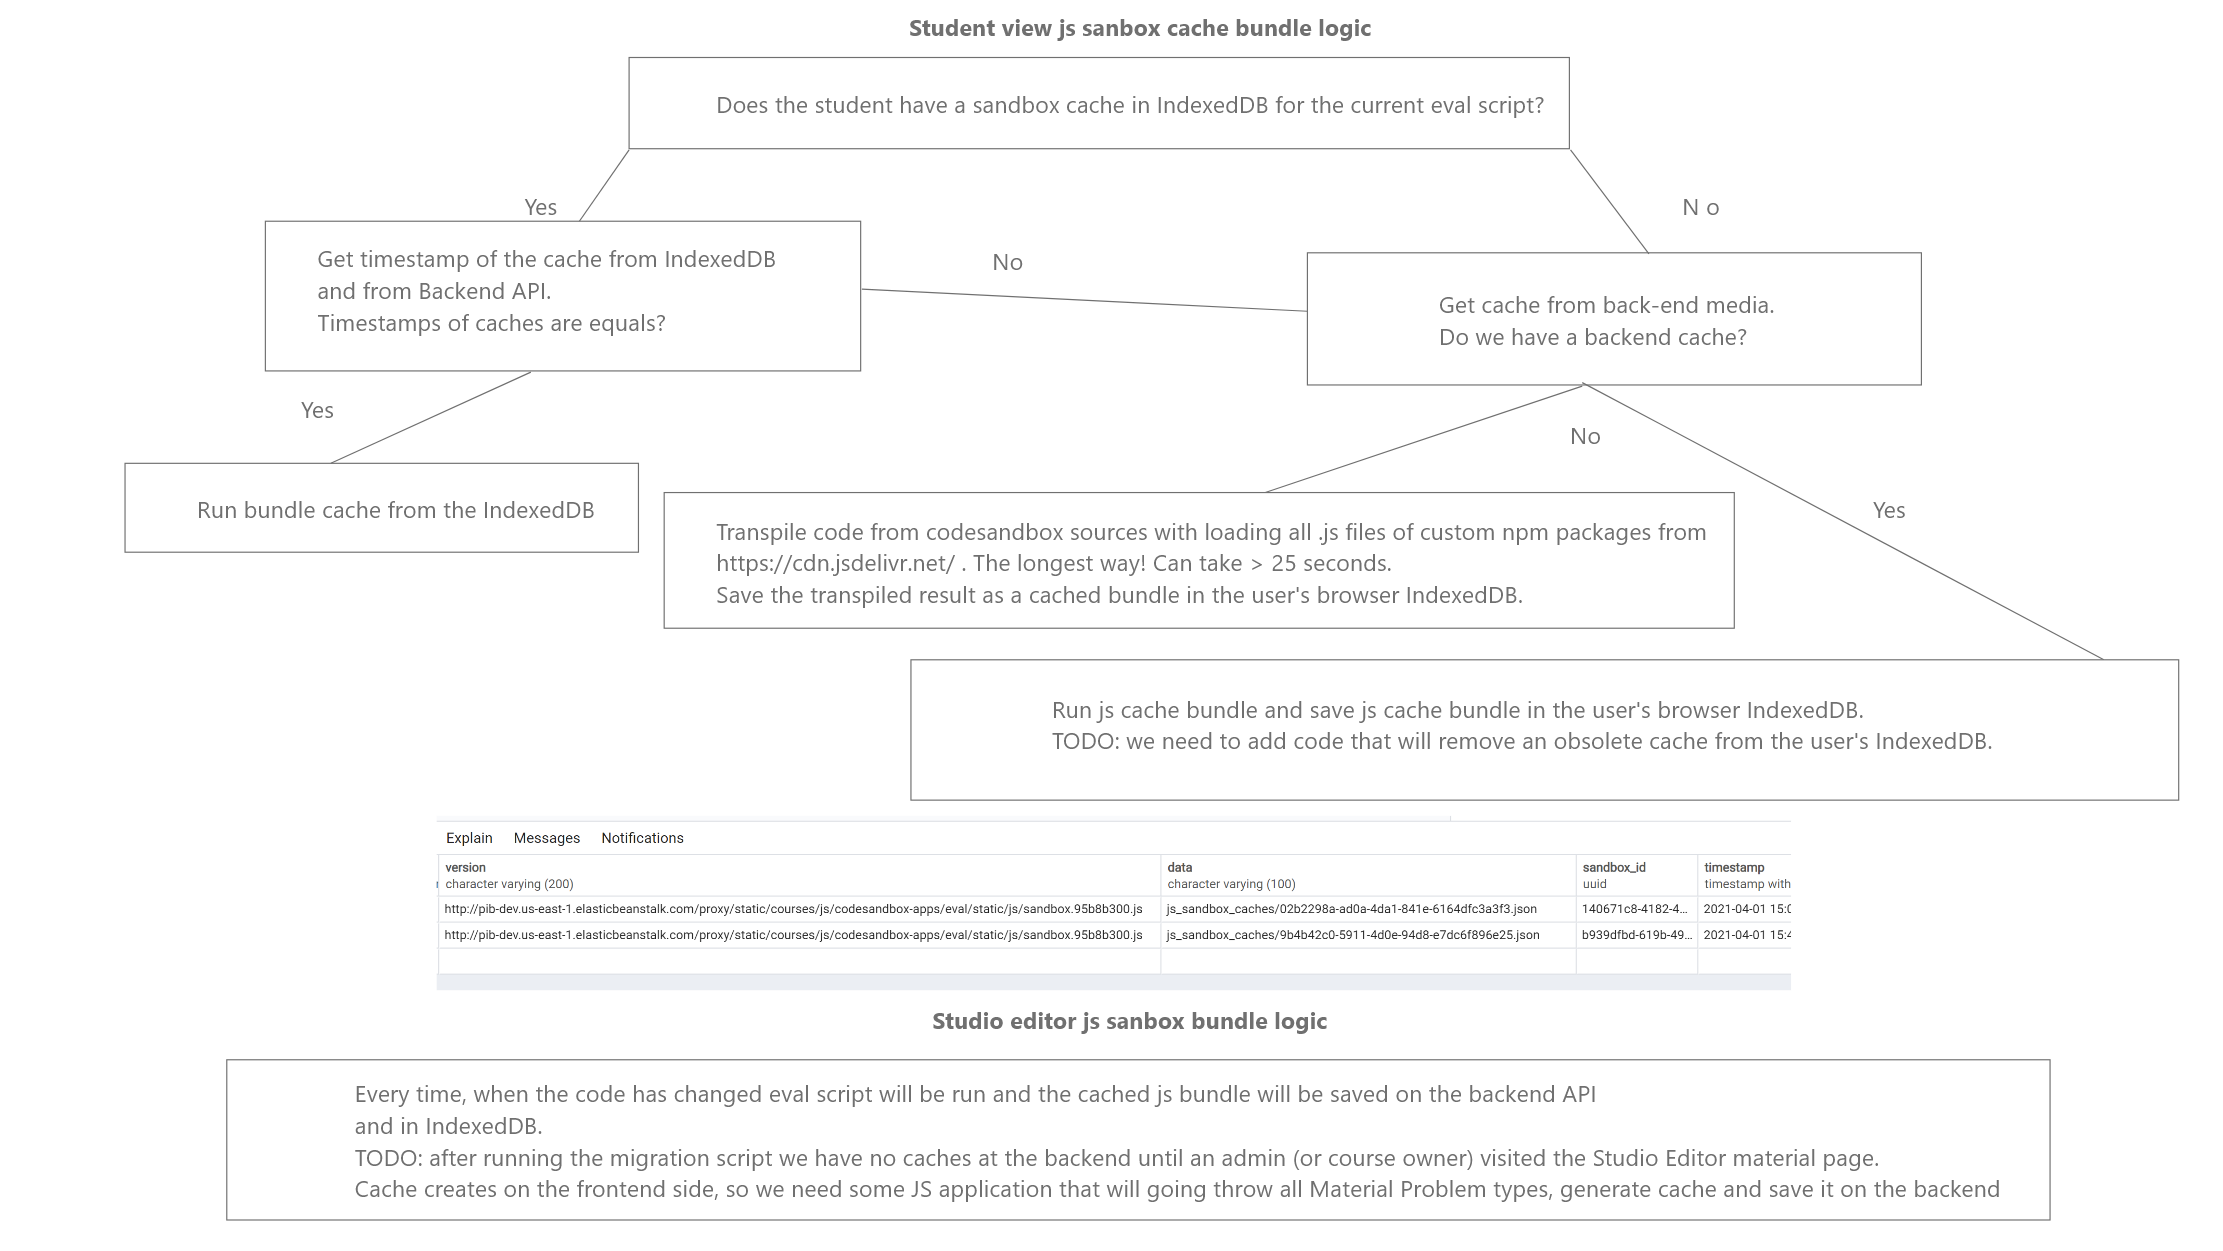 Student view js sanbox cache bundle logic
Does the student have a sandbox cache in IndexedDB for the current eval script?
Yes
N o
Get timestamp of the cache from IndexedDB
and from Backend API.
Timestamps of caches are equals?
No
Get cache from back-end media.
Do we have a backend cache?
Yes
No
Run bundle cache from the IndexedDB
Yes
Transpile code from codesandbox sources with loading all .js files of custom npm packages from
https://cdn.jsdelivr.net/ . The longest way! Can take > 25 seconds.
Save the transpiled result as a cached bundle in the user's browser IndexedDB.
Run js cache bundle and save js cache bundle in the user's browser IndexedDB.
TODO: we need to add code that will remove an obsolete cache from the user's IndexedDB.
Explain Messages Notifications
version data sandbox_id timestamp
character varying (200) character varying (100) uuid timestamp with
http://pib-dev.us-east-1.elasticbeanstalk.com/proxy/static/courses/js/codesandbox-apps/eval/static/js/sandbox.95b8b300.js js_sandbox_caches/02b2298a-ad0a-4da1-841e-6164dfc3a3f3.json 140671c8-4182-4... 2021-04-01 15:0
http://pib-dev.us-east-1.elasticbeanstalk.com/proxy/static/courses/js/codesandbox-apps/eval/static/js/sandbox.95b8b300.js js_sandbox_caches/9b4b42c0-5911-4d0e-94d8-e7dc6f896e25.json b939dfbd-619b-49... 2021-04-01 15:4
Studio editor js sanbox bundle logic
Every time, when the code has changed eval script will be run and the cached js bundle will be saved on the backend API
and in IndexedDB.
TODO: after running the migration script we have no caches at the backend until an admin (or course owner) visited the Studio Editor material page.
Cache creates on the frontend side, so we need some JS application that will going throw all Material Problem types, generate cache and save it on the backend